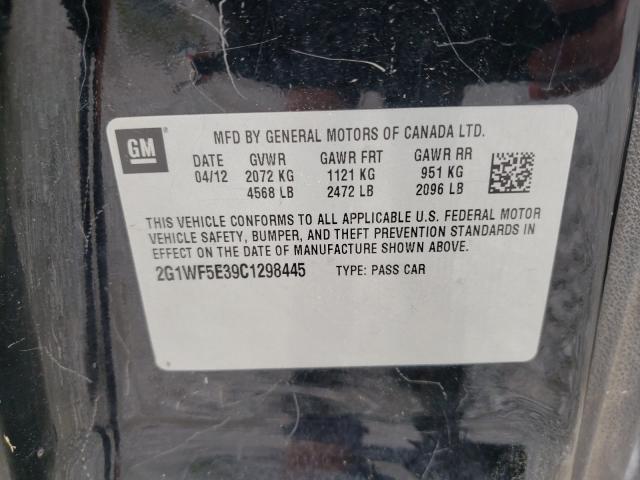 GM ®
MFD BY GENERAL MOTORS OF CANADA LTD.
DATE GVWR GAWR FRT GAWR RR
04/12 2072 KG 1121 KG 951 KG
4568 LB 2472 LB 2096 LB
THIS VEHICLE CONFORMS TO ALL APPLICABLE U.S. FEDERAL MOTOR
VEHICLE SAFETY, BUMPER, AND THEFT PREVENTION STANDARDS IN
EFFECT ON THE DATE OF MANUFACTURE SHOWN ABOVE.
2G1WF5E39C1298445 TYPE: PASS CAR